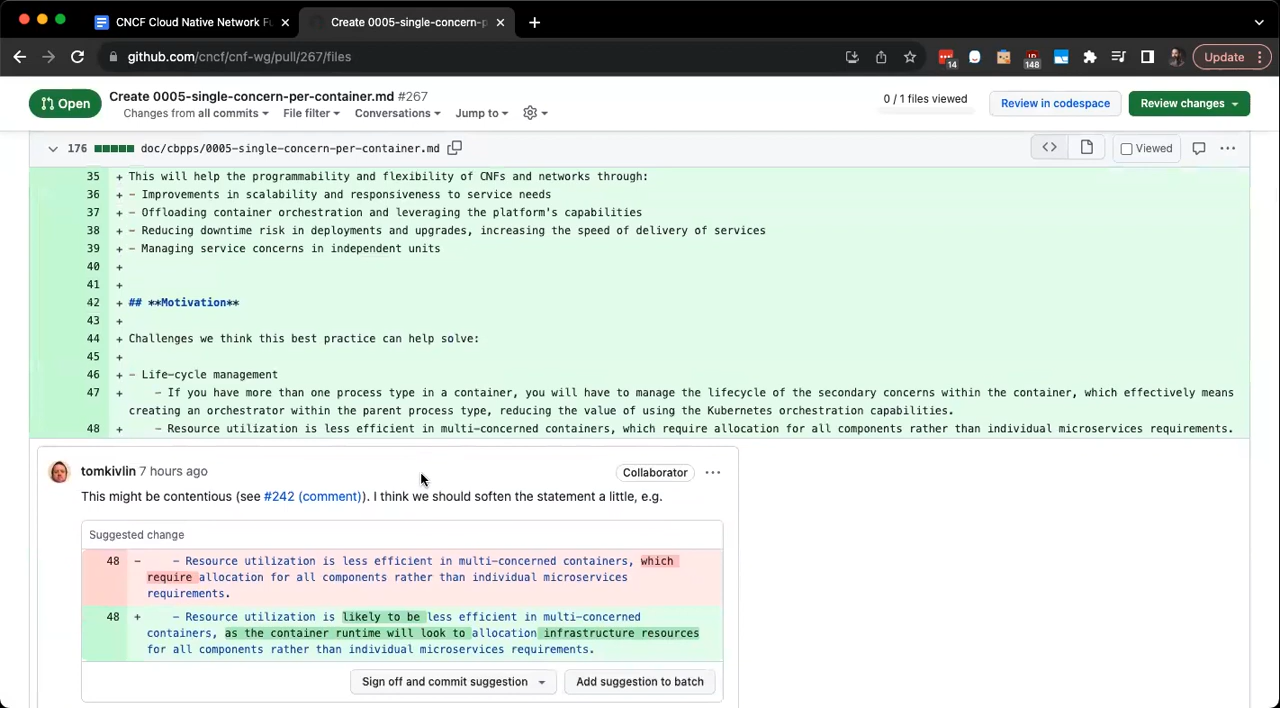 CNCF Cloud Native Network Fu
Create 0005-single-concern-p
github.com/cncf/cnf-wg/pull/267/files
14
148
Update
Open
Create 0005-single-concern-per-container.md #267
Changes from all commits
File filter
Conversations
Jump to
0 / 1 files viewed
Review in codespace
Review changes
176 doc/cbpps/0005-single-concern-per-container.md
Viewed
35 + This will help the programmability and flexibility of CNFs and networks through:
36 + - Improvements in scalability and responsiveness to service needs
37 + - Offloading container orchestration and leveraging the platform's capabilities
38 + - Reducing downtime risk in deployments and upgrades, increasing the speed of delivery of services
39 + - Managing service concerns in independent units
40 +
41 +
42 + ## **Motivation**
43 +
44 + Challenges we think this best practice can help solve:
45 +
46 + - Life-cycle management
47 + - If you have more than one process type in a container, you will have to manage the lifecycle of the secondary concerns within the container, which effectively means
creating an orchestrator within the parent process type, reducing the value of using the Kubernetes orchestration capabilities.
48 + - Resource utilization is less efficient in multi-concerned containers, which require allocation for all components rather than individual microservices requirements.
tomkivlin 7 hours ago
Collaborator
This might be contentious (see #242 (comment)). I think we should soften the statement a little, e.g.
Suggested change
48 - - Resource utilization is less efficient in multi-concerned containers, which
require allocation for all components rather than individual microservices
requirements.
48 + - Resource utilization is likely to be less efficient in multi-concerned
containers, as the container runtime will look to allocation infrastructure resources
for all components rather than individual microservices requirements.
Sign off and commit suggestion
Add suggestion to batch